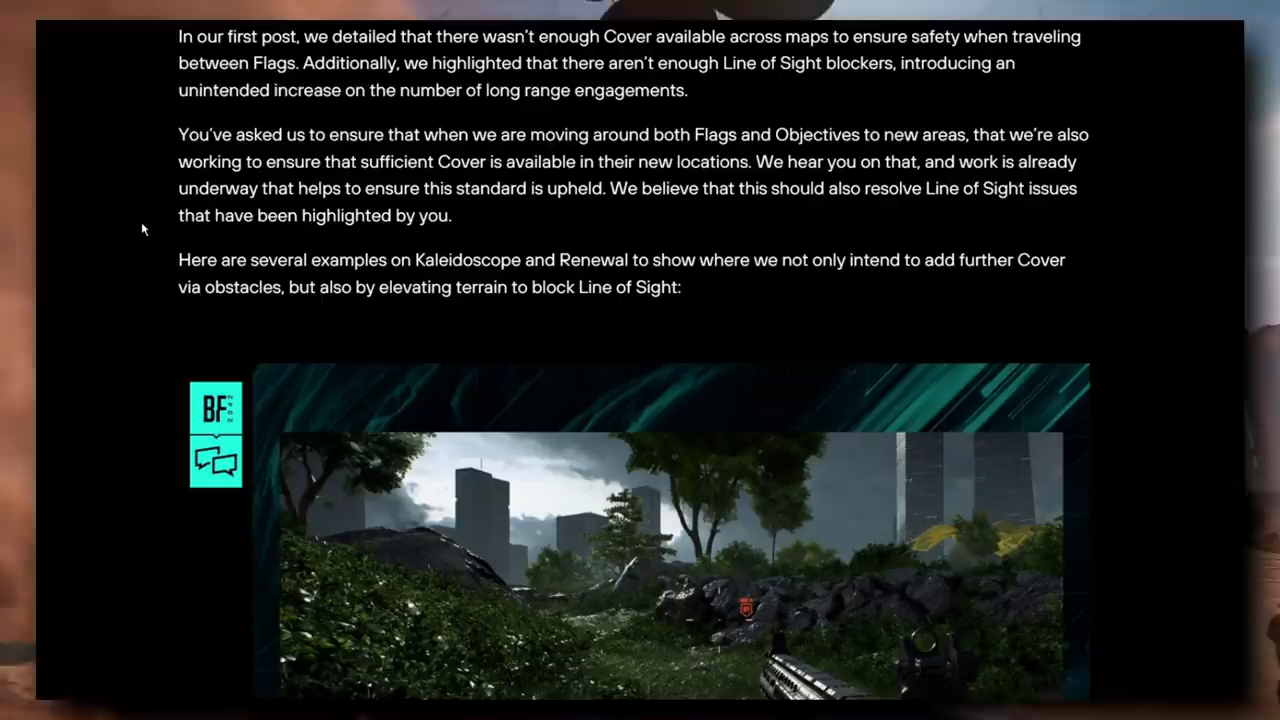 In our first post, we detailed that there wasn't enough Cover available across maps to ensure safety when traveling
between Flags. Additionally, we highlighted that there aren't enough Line of Sight blockers, introducing an
unintended increase on the number of long range engagements.
You've asked us to ensure that when we are moving around both Flags and Objectives to new areas, that we're also
working to ensure that sufficient Cover is available in their new locations. We hear you on that, and work is already
underway that helps to ensure this standard is upheld. We believe that this should also resolve Line of Sight issues
that have been highlighted by you.
Here are several examples on Kaleidoscope and Renewal to show where we not only intend to add further Cover
via obstacles, but also by elevating terrain to block Line of Sight:
BF 2042